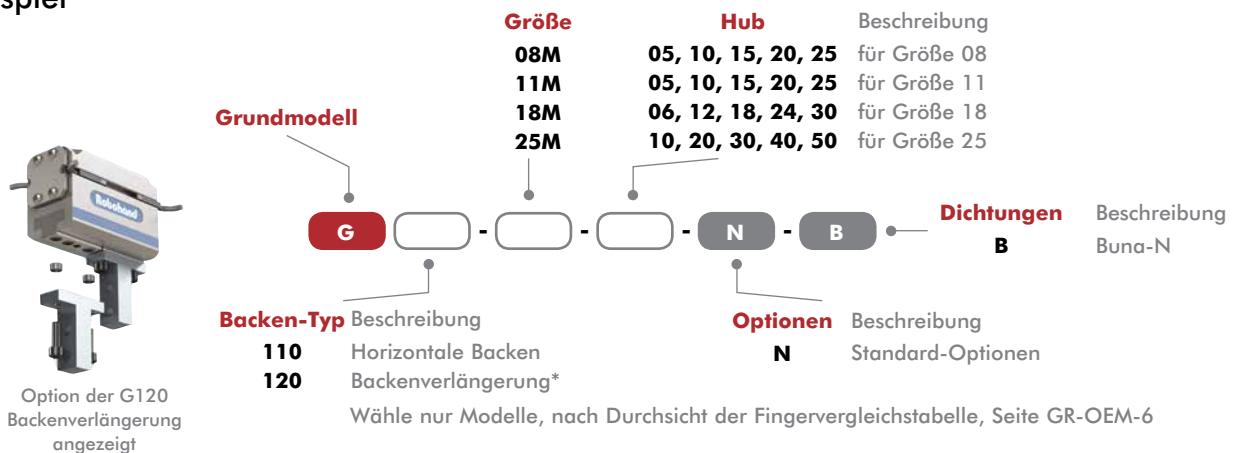 spiel
Größe Hub Beschreibung
08M 05, 10, 15, 20, 25 für Größe 08
11M 05, 10, 15, 20, 25 für Größe 11
18M 06, 12, 18, 24, 30 für Größe 18
25M 10, 20, 30, 40, 50 für Größe 25
Grundmodell
Robohand
G - - - N - B
Dichtungen Beschreibung
B Buna-N
Backen-Typ Beschreibung
110 Horizontale Backen
120 Backenverlängerung*
Optionen Beschreibung
N Standard-Optionen
Wähle nur Modelle, nach Durchsicht der Fingervergleichstabelle, Seite GR-OEM-6
Option der G120
Backenverlängerung
angezeigt